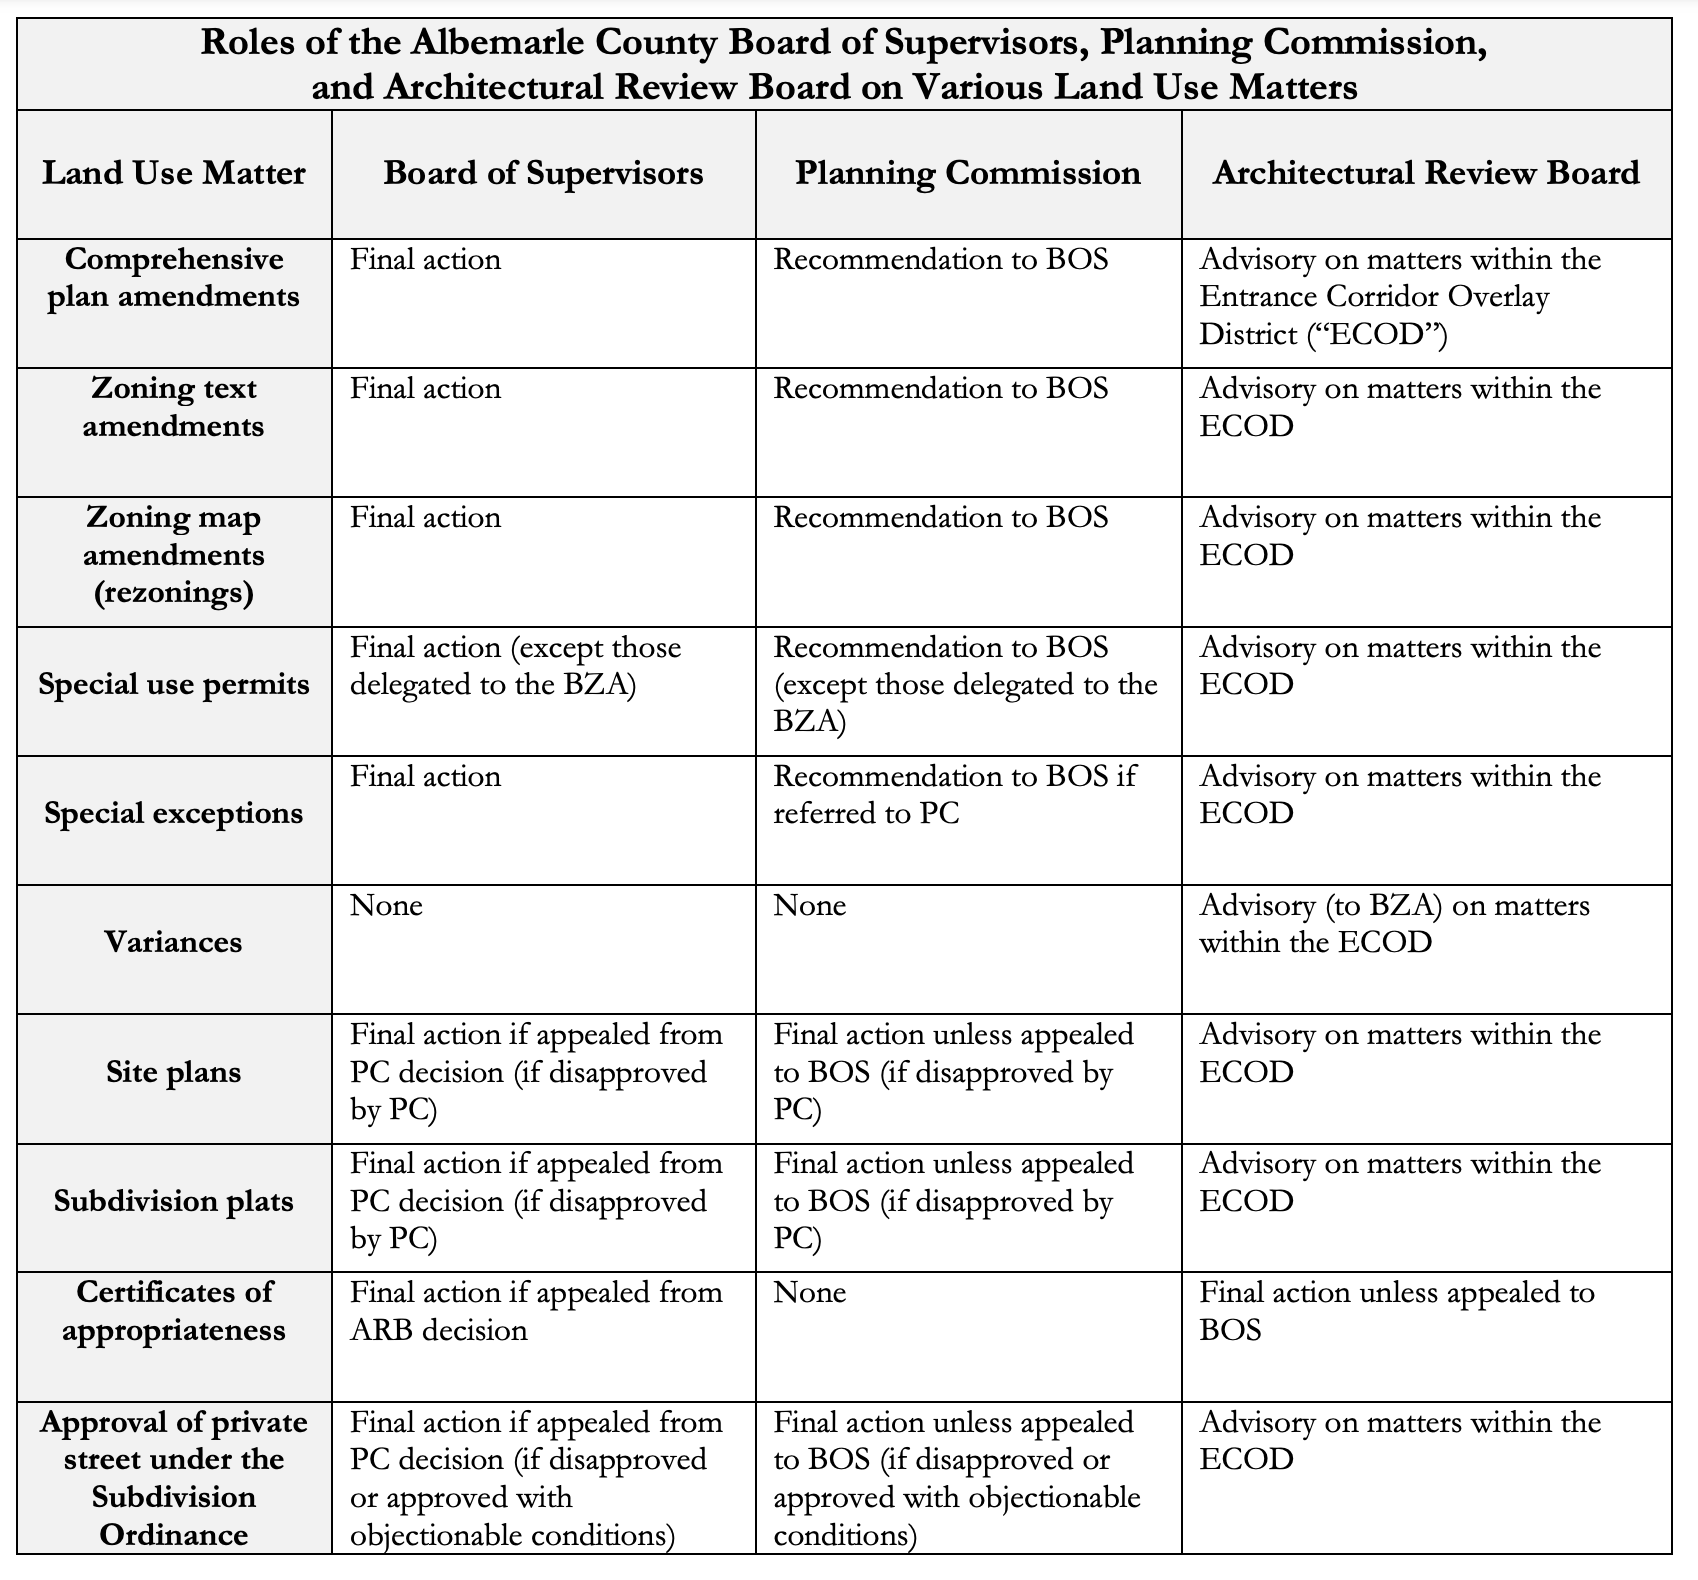 Roles of the Albemarle County Board of Supervisors, Planning Commission,
and Architectural Review Board on Various Land Use Matters
Land Use Matter
Board of Supervisors
Planning Commission
Architectural Review Board
Comprehensive
plan amendments
Final action
Recommendation to BOS
Advisory on matters within the
Entrance Corridor Overlay
District (“ECOD”)
Zoning text
amendments
Final action
Recommendation to BOS
Advisory on matters within the
ECOD
Zoning map
amendments
(rezonings)
Final action
Recommendation to BOS
Advisory on matters within the
ECOD
Special use permits
Final action (except those
delegated to the BZA)
Recommendation to BOS
(except those delegated to the
BZA)
Advisory on matters within the
ECOD
Special exceptions
Final action
Recommendation to BOS if
referred to PC
Advisory on matters within the
ECOD
Variances
None
None
Advisory (to BZA) on matters
within the ECOD
Site plans
Final action if appealed from
PC decision (if disapproved
by PC)
Final action unless appealed
to BOS (if disapproved by
PC)
Advisory on matters within the
ECOD
Subdivision plats
Final action if appealed from
PC decision (if disapproved
by PC)
Final action unless appealed
to BOS (if disapproved by
PC)
Advisory on matters within the
ECOD
Certificates of
appropriateness
Final action if appealed from
ARB decision
None
Final action unless appealed to
BOS
Approval of private
street under the
Subdivision
Ordinance
Final action if appealed from
PC decision (if disapproved
or approved with
objectionable conditions)
Final action unless appealed
to BOS (if disapproved or
approved with objectionable
conditions)
Advisory on matters within the
ECOD